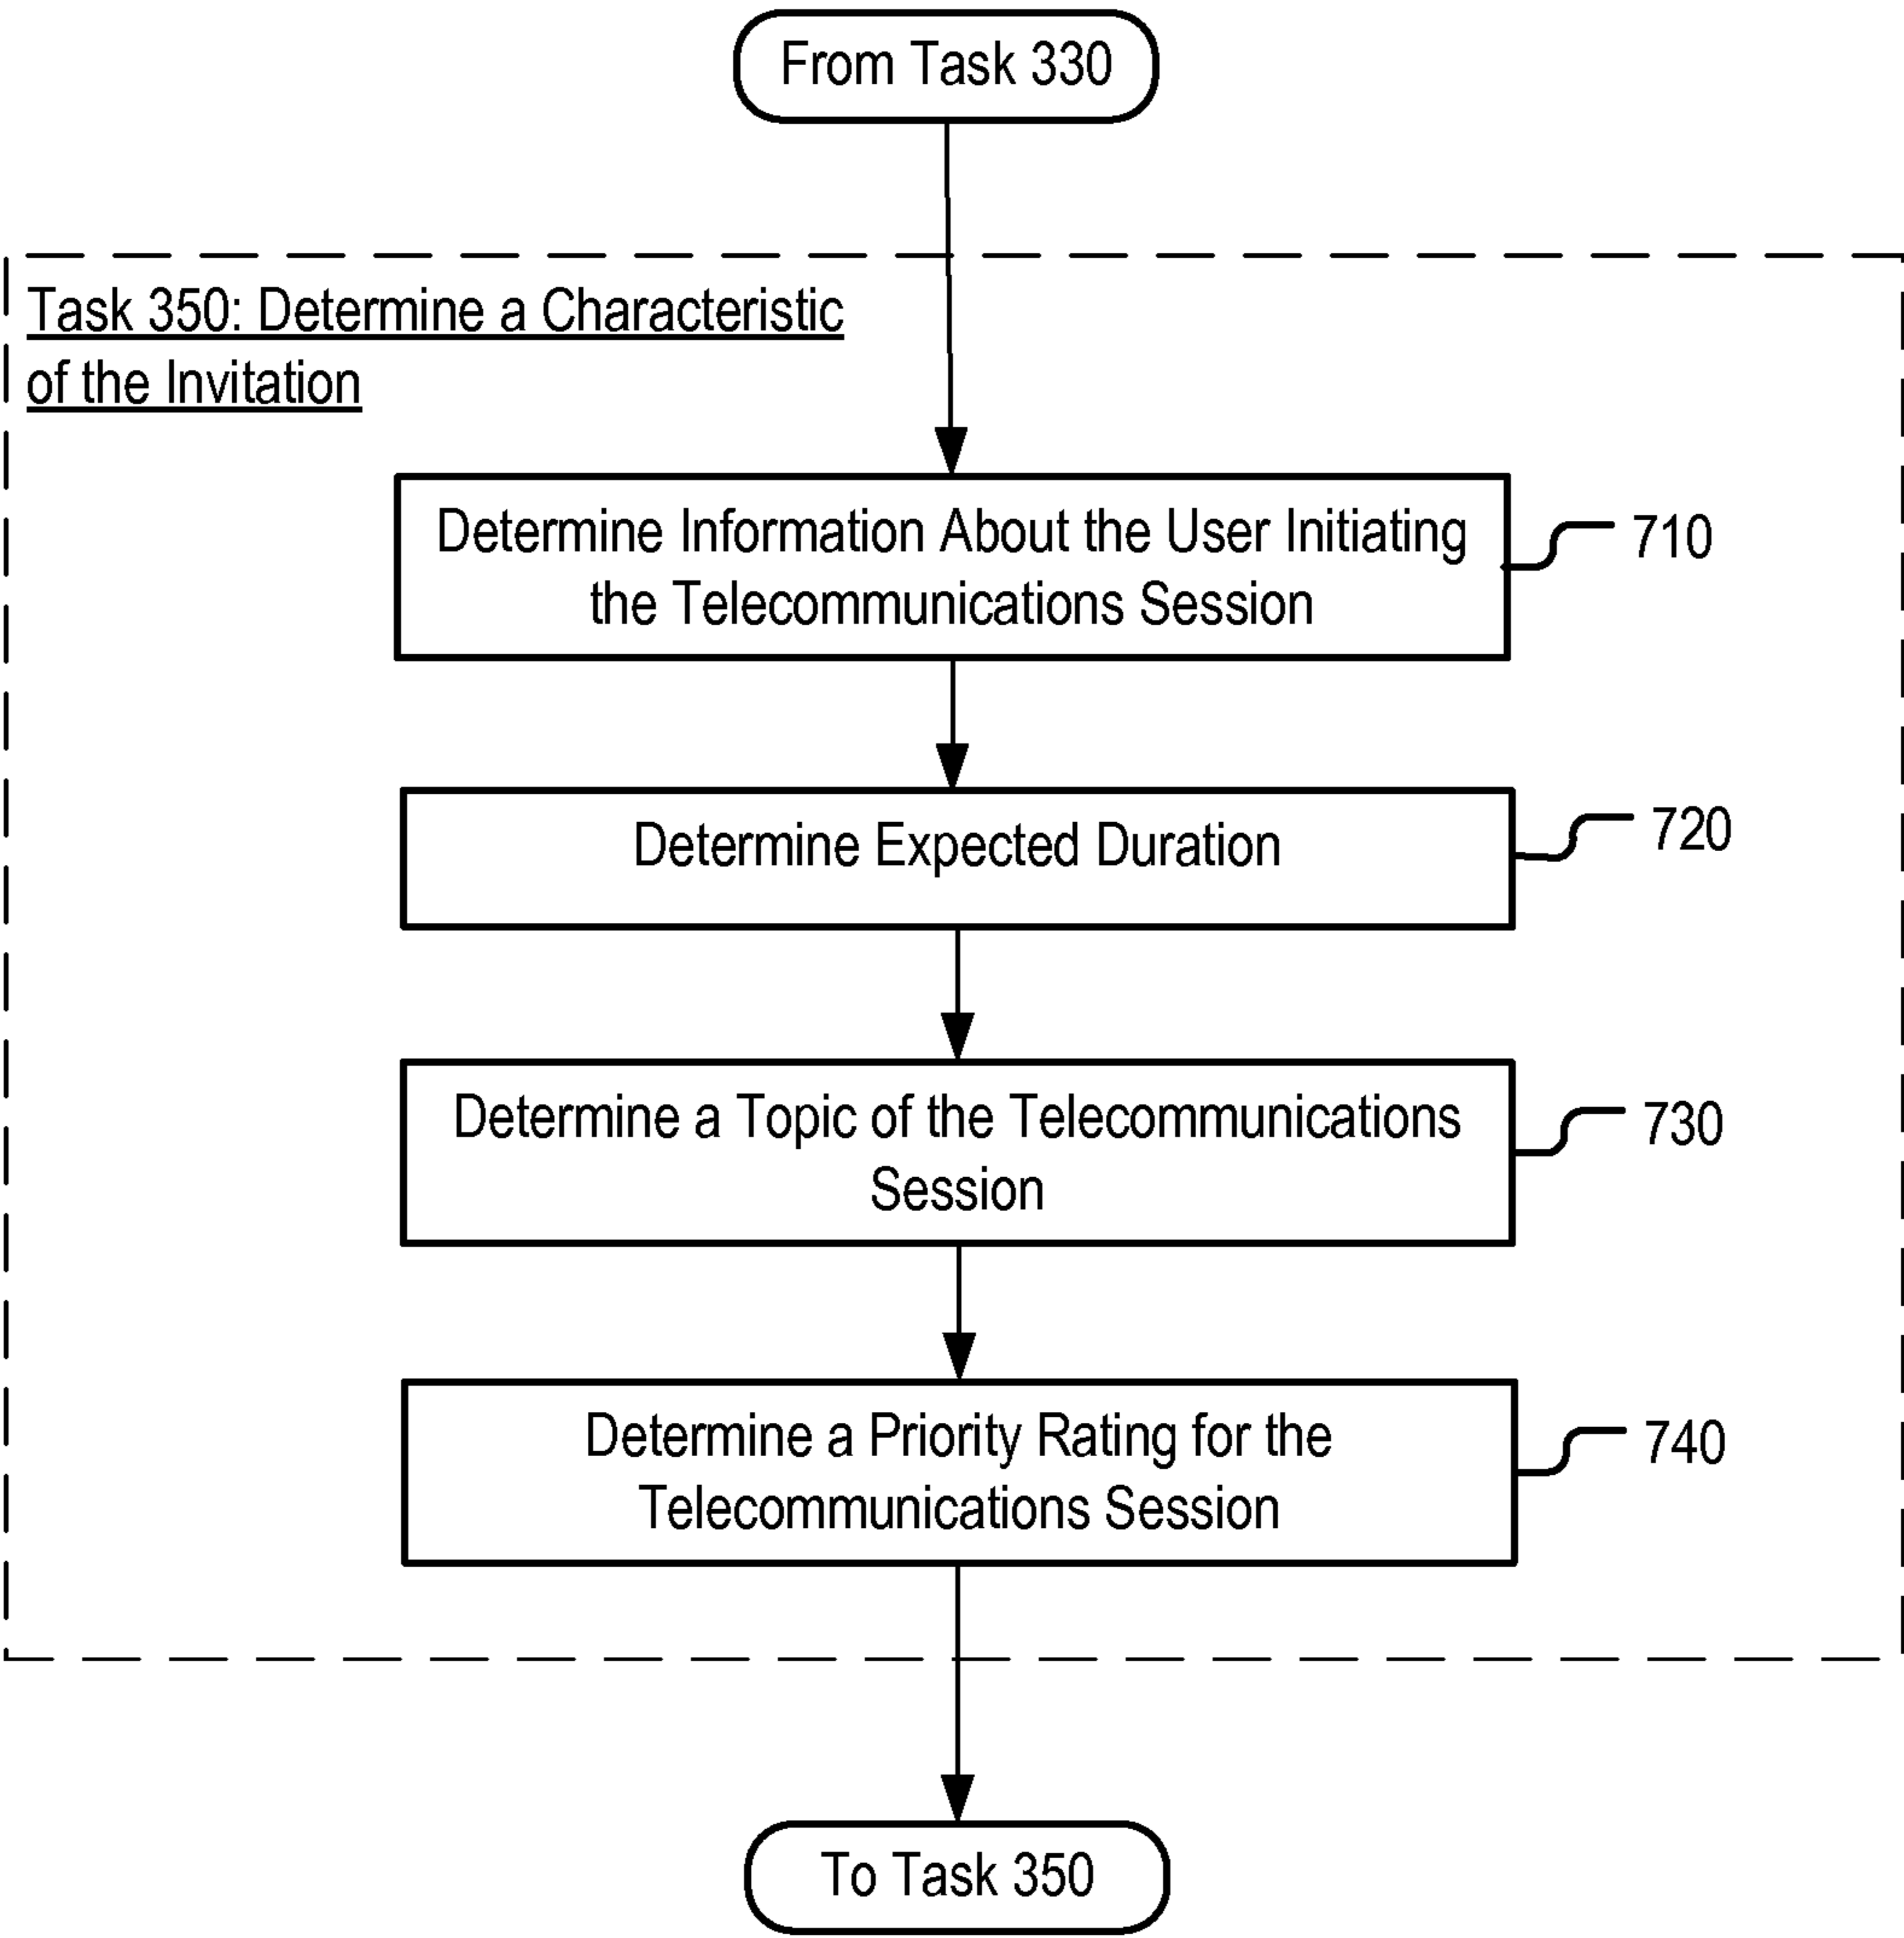 From Task 330
Task 350: Determine a Characteristic
of the Invitation
Determine Information About the User Initiating
the Telecommunications Session
710
Determine Expected Duration
720
Determine a Topic of the Telecommunications
Session
730
Determine a Priority Rating for the
Telecommunications Session
740
To Task 350